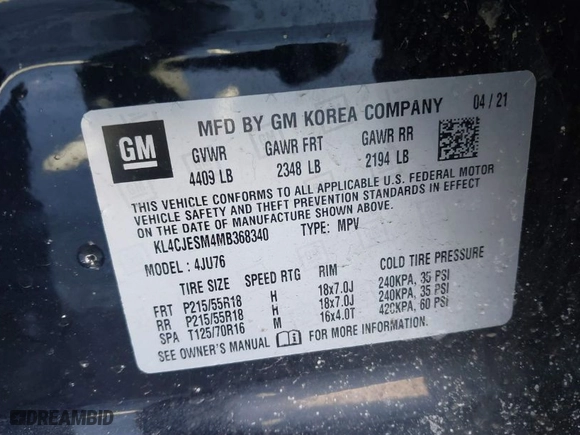 GM
MFD BY GM KOREA COMPANY 04 / 21
GVWR GAWR FRT GAWR RR
4409 LB 2348 LB 2194 LB
THIS VEHICLE CONFORMS TO ALL APPLICABLE U.S. FEDERAL MOTOR
VEHICLE SAFETY AND THEFT PREVENTION STANDARDS IN EFFECT
ON THE DATE OF MANUFACTURE SHOWN ABOVE.
KL4CJESM4MB368340 TYPE: MPV
MODEL : 4JU76
TIRE SIZE SPEED RTG RIM COLD TIRE PRESSURE
FRT P215/55R18 H 18x7.0J 240KPA, 35 PSI
RR P215/55R18 H 18x7.0J 240KPA, 35 PSI
SPA T125/70R16 M 16x4.0T 420KPA, 60 PSI
SEE OWNER'S MANUAL FOR MORE INFORMATION.
DREAMBID